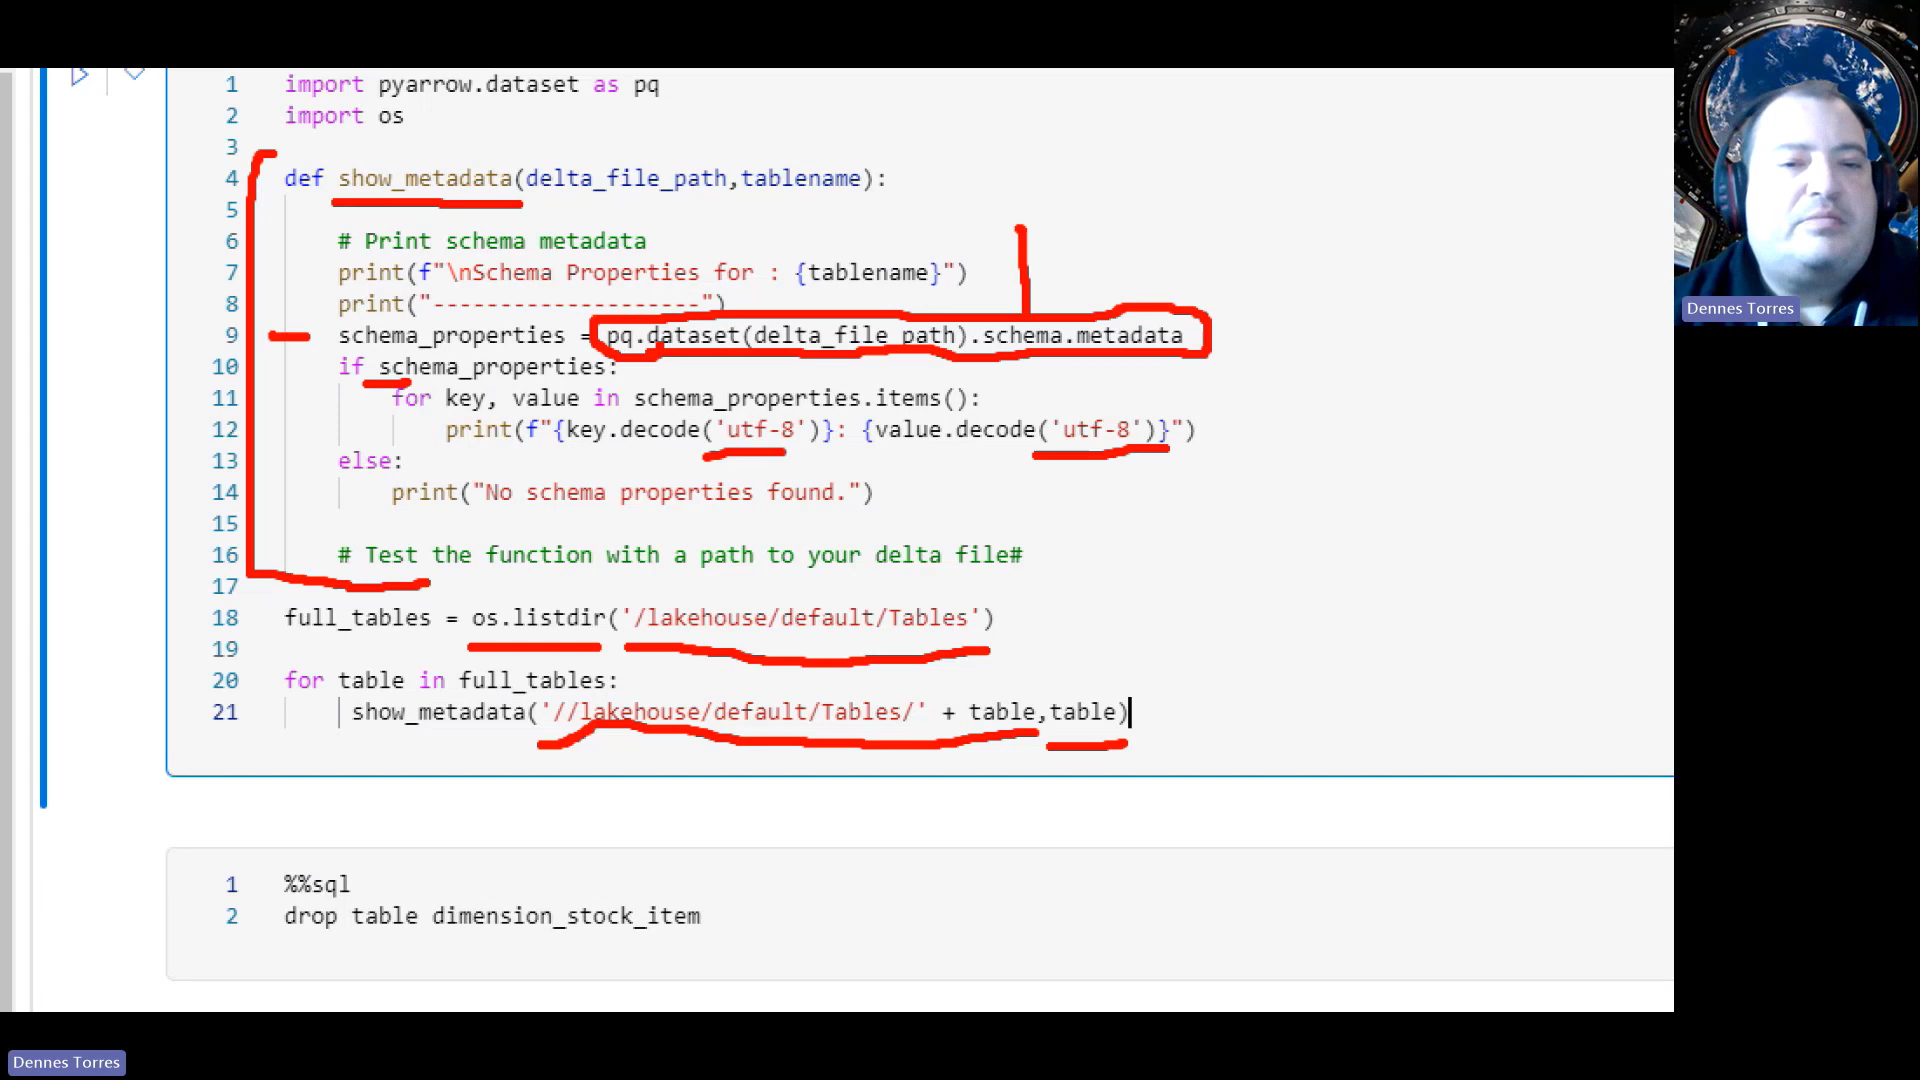 1 import pyarrow.dataset as pq
2 import os
3
4 def show_metadata(delta_file_path,tablename):
5
6 # Print schema metadata
7 print(f"\nSchema Properties for : {tablename}")
8 print("--------------------")
9 schema_properties = pq.dataset(delta_file_path).schema.metadata
10 if schema_properties:
11 for key, value in schema_properties.items():
12 print(f"{key.decode('utf-8')}: {value.decode('utf-8')}")
13 else:
14 print("No schema properties found.")
15
16 # Test the function with a path to your delta file#
17
18 full_tables = os.listdir('/lakehouse/default/Tables')
19
20 for table in full_tables:
21 show_metadata('//lakehouse/default/Tables/' + table,table)
1 %%sql
2 drop table dimension_stock_item
Dennes Torres
Dennes Torres